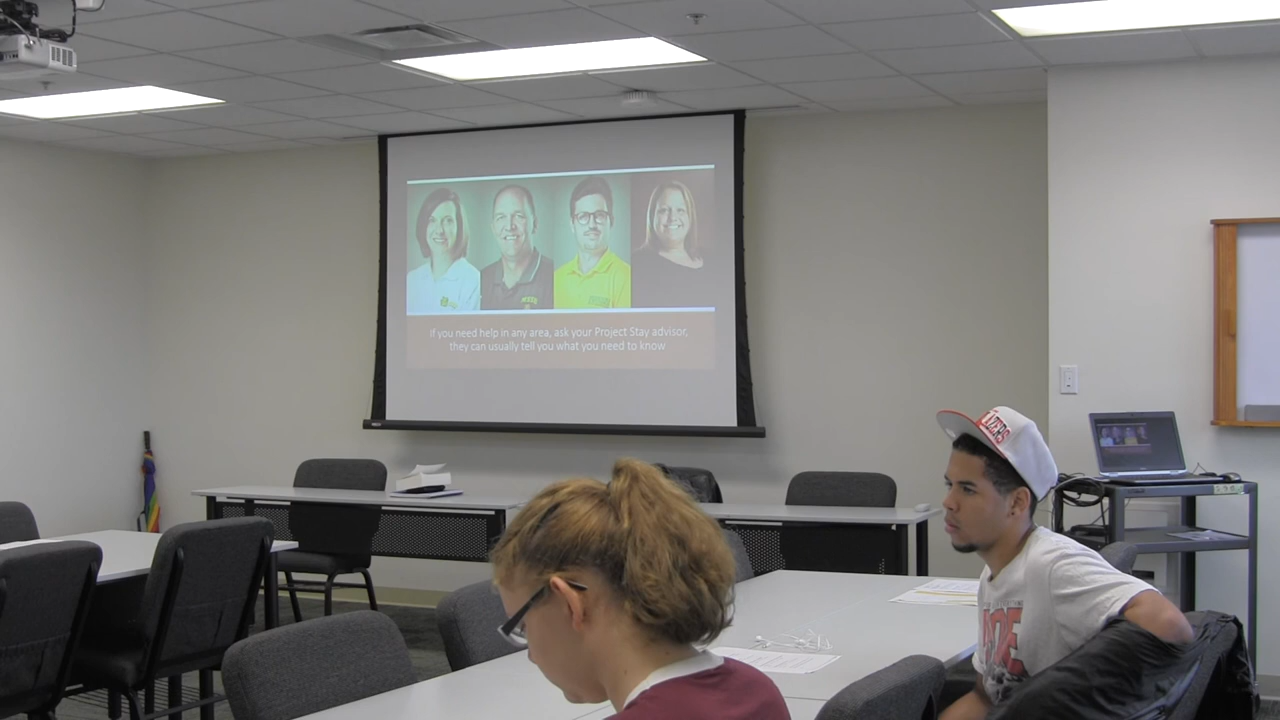 If you need help in any area, ask your Project Stay advisor,
they can usually tell you what you need to know